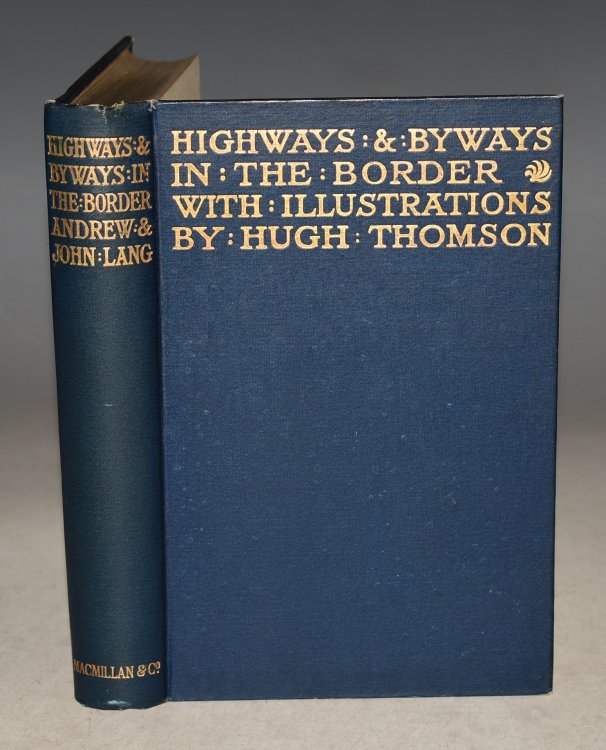 HIGHWAYS:&
BYWAYS:IN
THE:BORDER
ANDREW:&
JOHN:LANG
MACMILLAN & Cº
HIGHWAYS:&:BYWAYS
IN:THE:BORDER
WITH:ILLUSTRATIONS
BY:HUGH:THOMSON